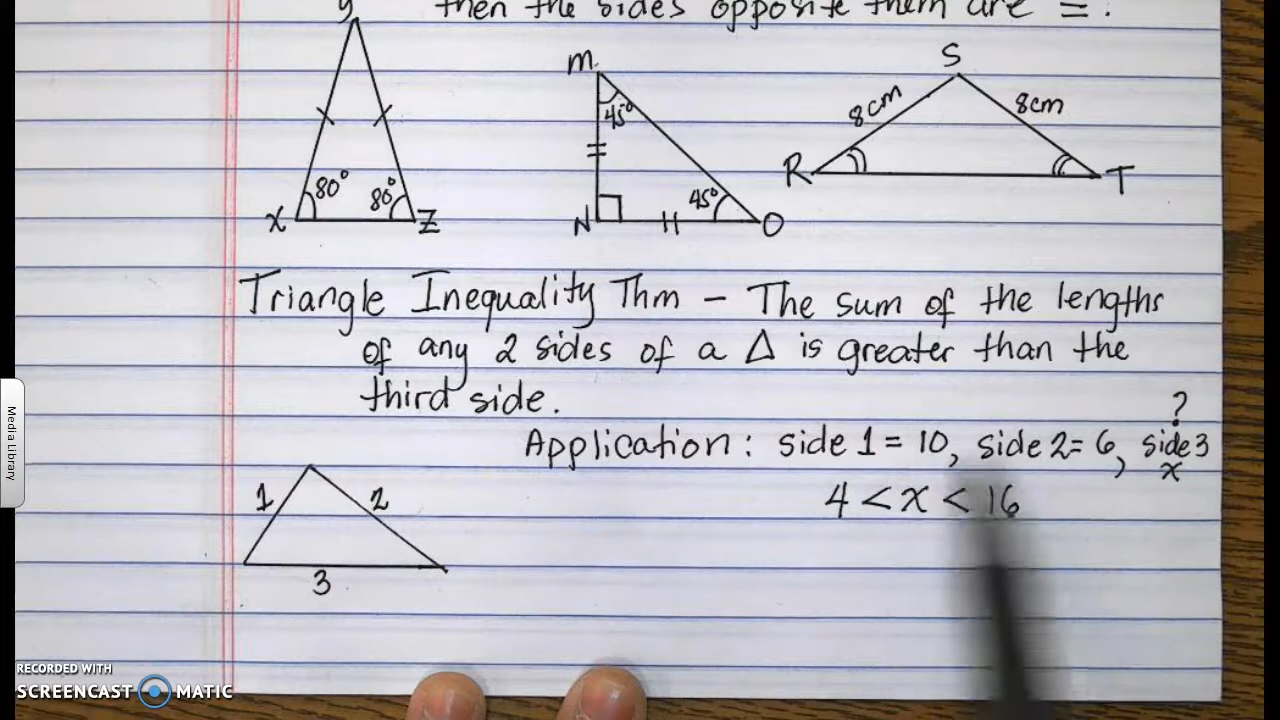 then the sides opposite them are = .
y
80°
80°
X
Z
M
45°
45°
N
O
S
8cm
8cm
R
T
Triangle Inequality Thm - The sum of the lengths
of any 2 sides of a Δ is greater than the
third side.
?
Application: side 1 = 10, side 2 = 6, side 3
x
4 < x < 16
1
2
3
Media Library
RECORDED WITH
SCREENCAST MATIC